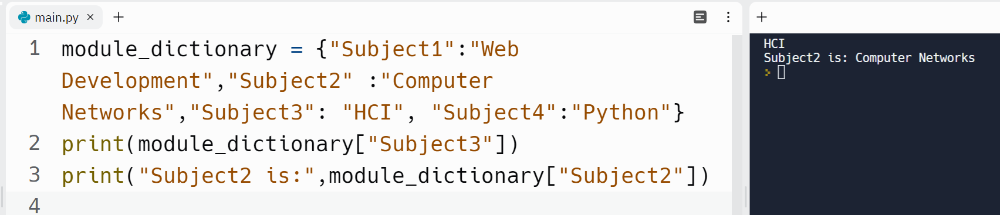 main.py
1 module_dictionary = {"Subject1":"Web
Development","Subject2" :"Computer
Networks","Subject3": "HCI", "Subject4":"Python"}
2 print(module_dictionary["Subject3"])
3 print("Subject2 is:",module_dictionary["Subject2"])
4
HCI
Subject2 is: Computer Networks